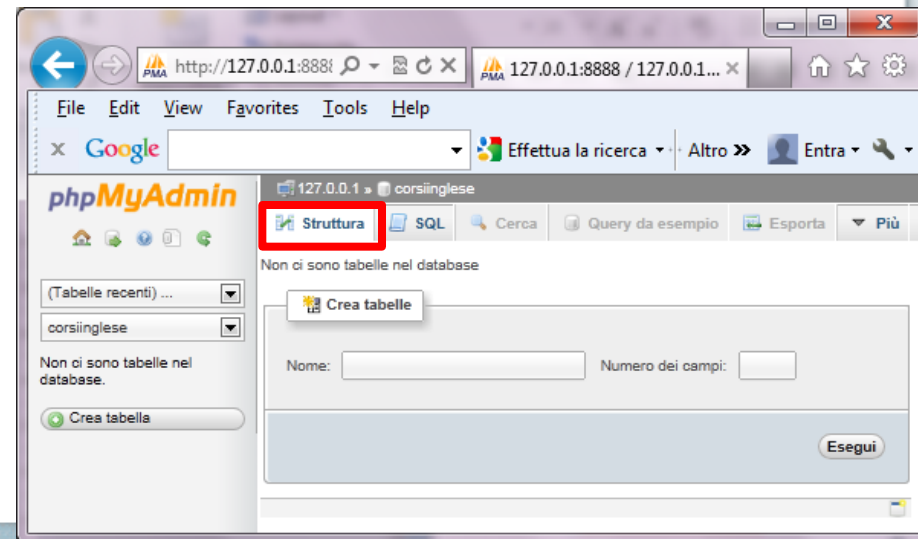 http://127.0.0.1:8888
127.0.0.1:8888 / 127.0.0.1...
File Edit View Favorites Tools Help
x Google Effettua la ricerca Altro >> Entra
phpMyAdmin
127.0.0.1 » corsiinglese
Struttura SQL Cerca Query da esempio Esporta Più
Non ci sono tabelle nel database
(Tabelle recenti) ...
corsiinglese
Non ci sono tabelle nel
database.
Crea tabella
Crea tabelle
Nome: Numero dei campi:
Esegui